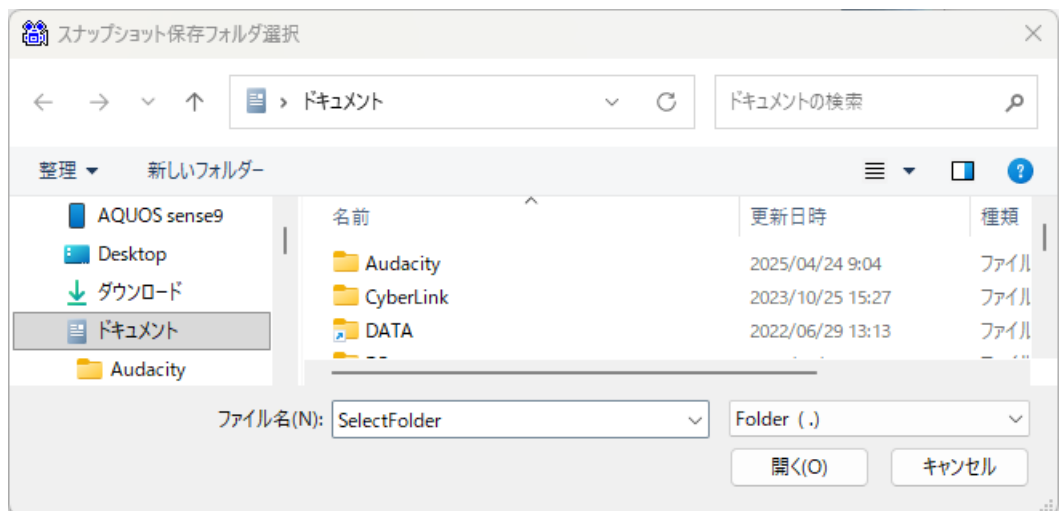 スナップショット保存フォルダ選択
ドキュメント
ドキュメントの検索
整理
新しいフォルダー
AQUOS sense9
Desktop
ダウンロード
ドキュメント
Audacity
名前 更新日時 種類
Audacity 2025/04/24 9:04 ファイル
CyberLink 2023/10/25 15:27 ファイル
DATA 2022/06/29 13:13 ファイル
ファイル名(N): SelectFolder Folder ( .)
開く(O) キャンセル